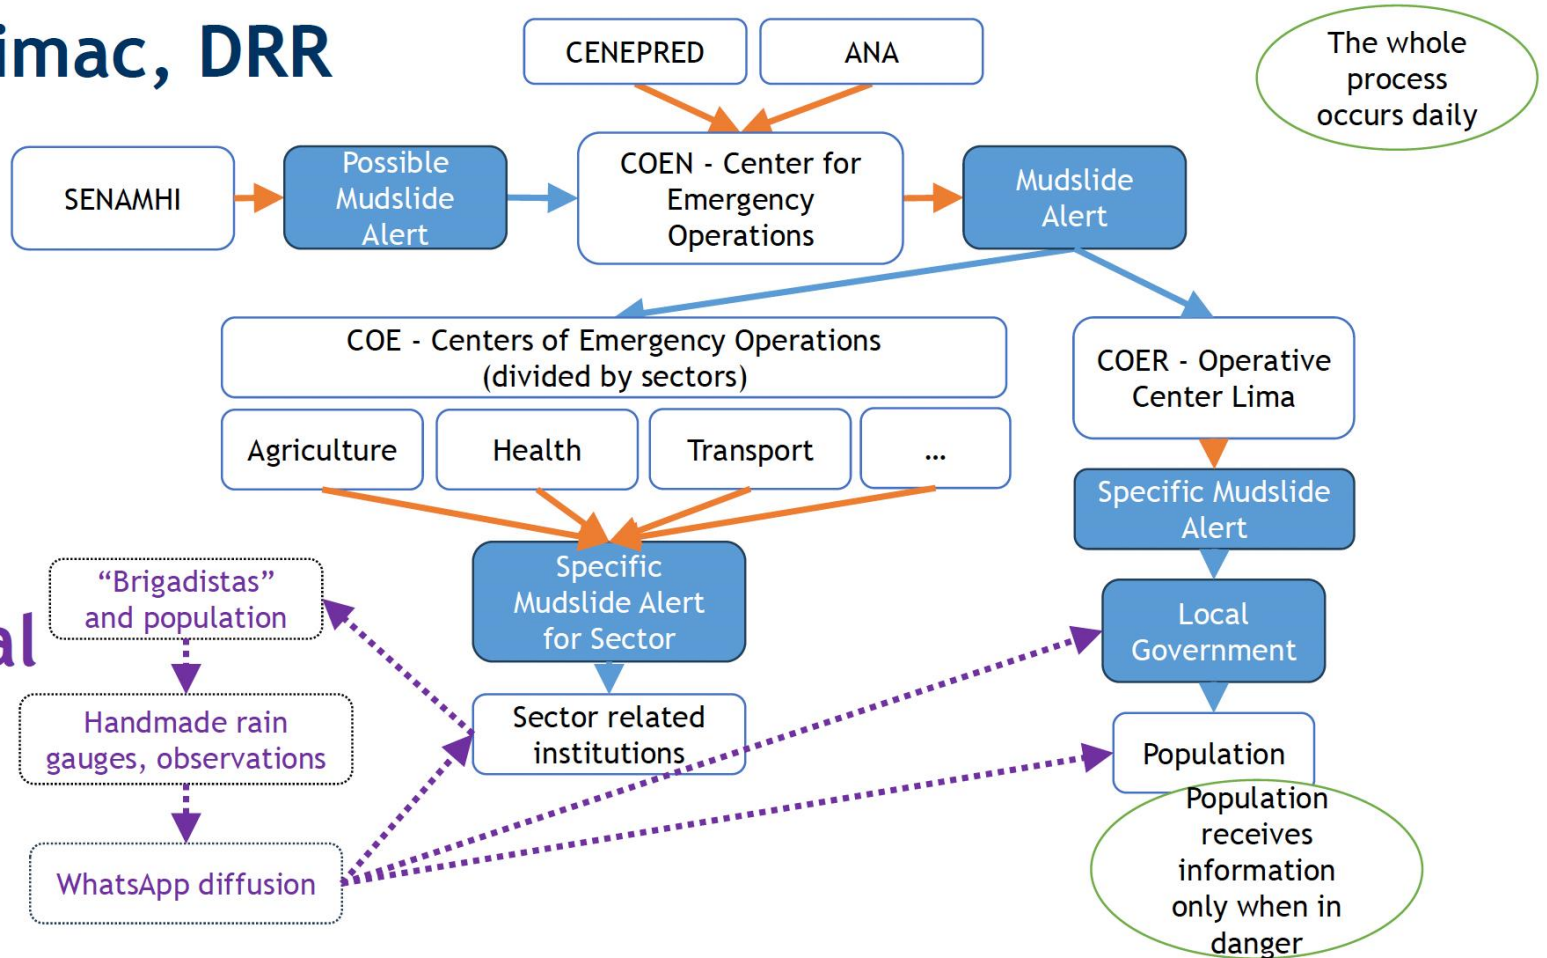 imac, DRR
CENEPRED
ANA
The whole
process
occurs daily
SENAMHI
Possible
Mudslide
Alert
COEN - Center for
Emergency
Operations
Mudslide
Alert
COE - Centers of Emergency Operations
(divided by sectors)
COER - Operative
Center Lima
Agriculture
Health
Transport
...
Specific Mudslide
Alert
"Brigadistas"
and population
Specific
Mudslide Alert
for Sector
Local
Government
al
Handmade rain
gauges, observations
Sector related
institutions
Population
Population
receives
information
only when in
danger
WhatsApp diffusion